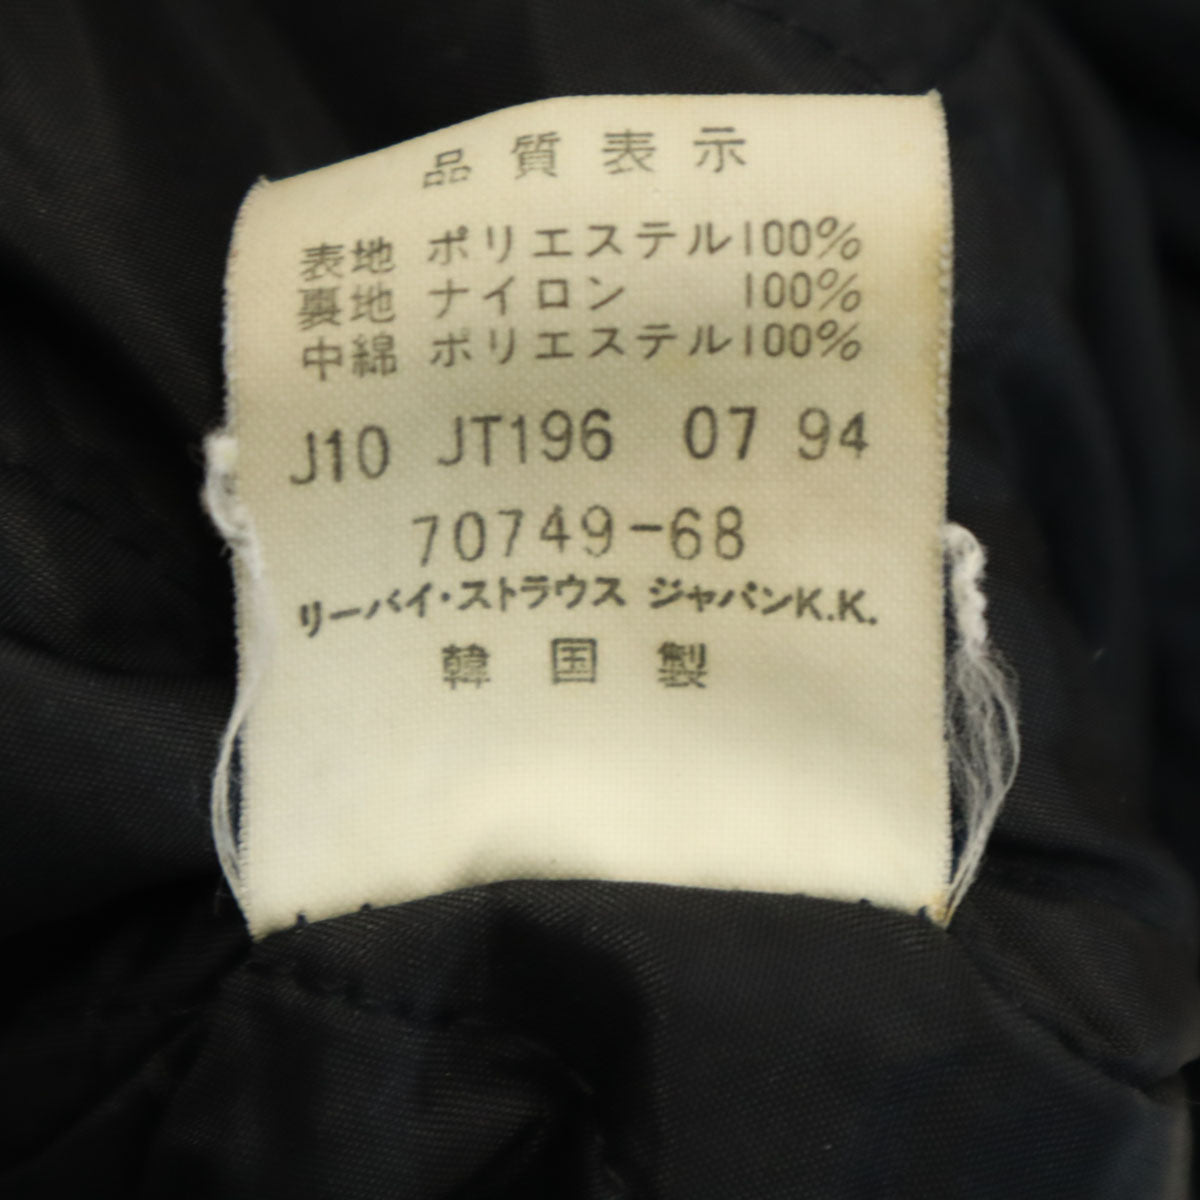 品質表示
表地 ポリエステル100%
裏地 ナイロン 100%
中綿 ポリエステル100%
J10 JT196 07 94
70749-68
リーバイ・ストラウス ジャパンK.K.
韓国製